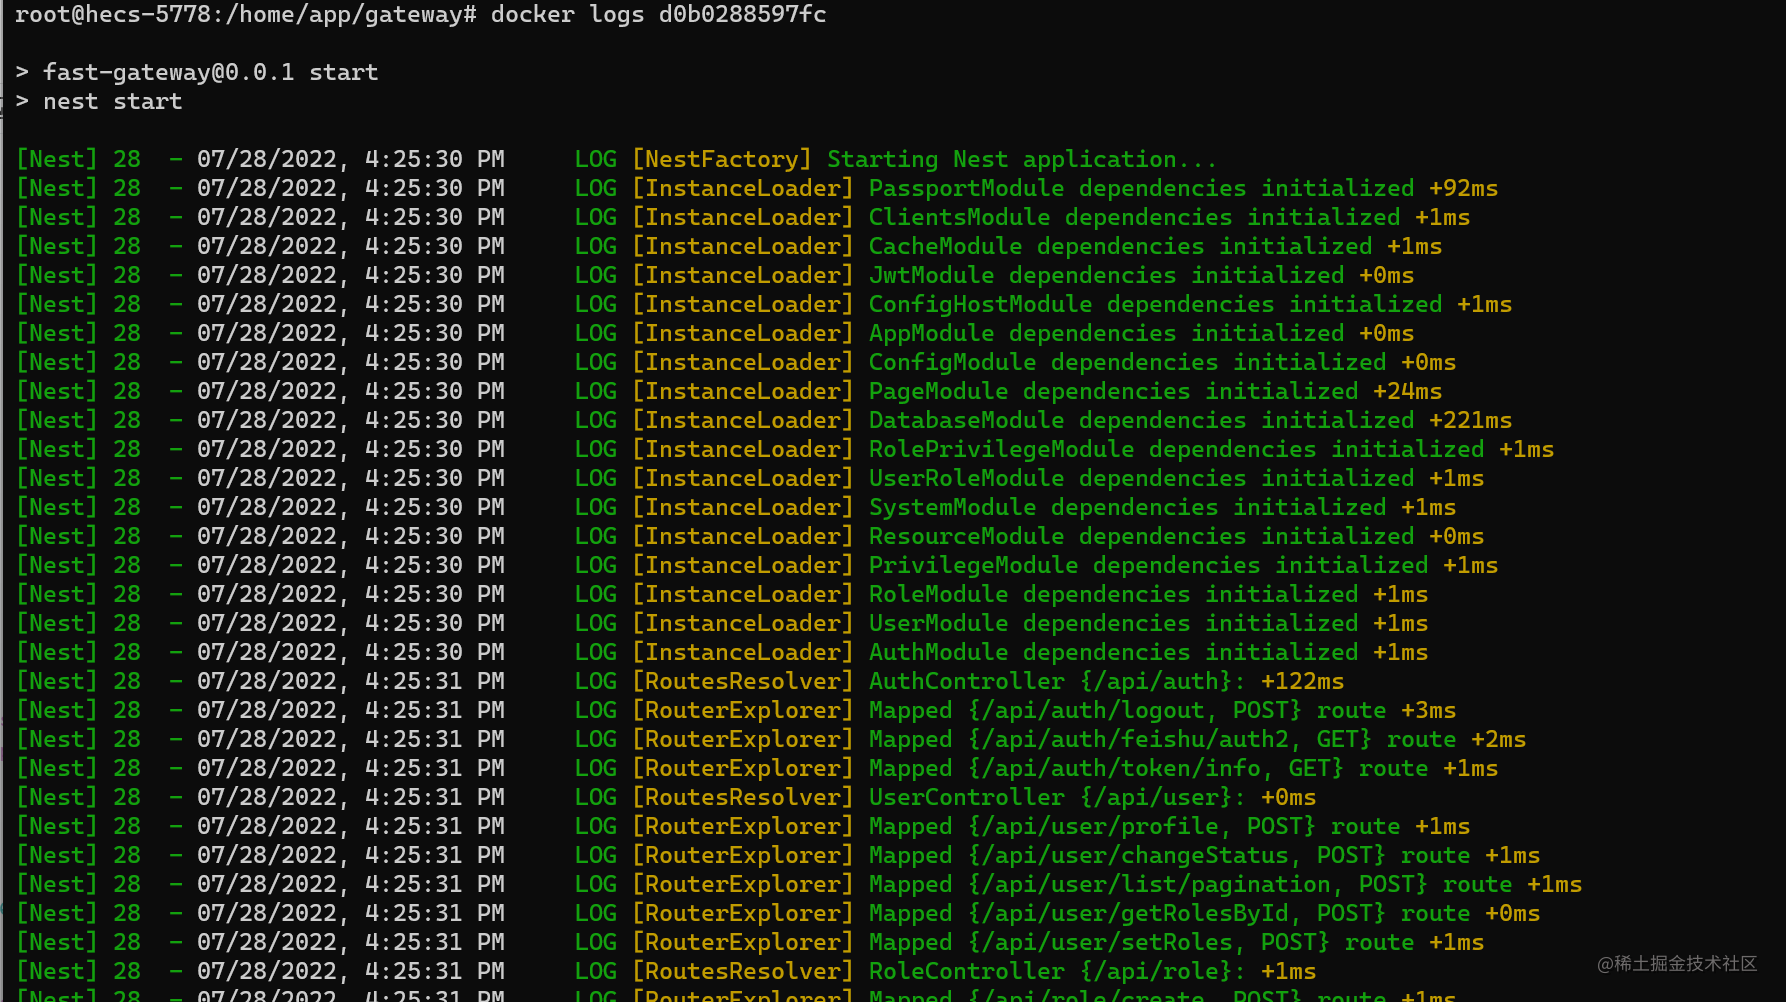 root@hecs-5778:/home/app/gateway# docker logs d0b0288597fc
> fast-gateway@0.0.1 start
> nest start
[Nest] 28  - 07/28/2022, 4:25:30 PM     LOG [NestFactory] Starting Nest application...
[Nest] 28  - 07/28/2022, 4:25:30 PM     LOG [InstanceLoader] PassportModule dependencies initialized +92ms
[Nest] 28  - 07/28/2022, 4:25:30 PM     LOG [InstanceLoader] ClientsModule dependencies initialized +1ms
[Nest] 28  - 07/28/2022, 4:25:30 PM     LOG [InstanceLoader] CacheModule dependencies initialized +1ms
[Nest] 28  - 07/28/2022, 4:25:30 PM     LOG [InstanceLoader] JwtModule dependencies initialized +0ms
[Nest] 28  - 07/28/2022, 4:25:30 PM     LOG [InstanceLoader] ConfigHostModule dependencies initialized +1ms
[Nest] 28  - 07/28/2022, 4:25:30 PM     LOG [InstanceLoader] AppModule dependencies initialized +0ms
[Nest] 28  - 07/28/2022, 4:25:30 PM     LOG [InstanceLoader] ConfigModule dependencies initialized +0ms
[Nest] 28  - 07/28/2022, 4:25:30 PM     LOG [InstanceLoader] PageModule dependencies initialized +24ms
[Nest] 28  - 07/28/2022, 4:25:30 PM     LOG [InstanceLoader] DatabaseModule dependencies initialized +221ms
[Nest] 28  - 07/28/2022, 4:25:30 PM     LOG [InstanceLoader] RolePrivilegeModule dependencies initialized +1ms
[Nest] 28  - 07/28/2022, 4:25:30 PM     LOG [InstanceLoader] UserRoleModule dependencies initialized +1ms
[Nest] 28  - 07/28/2022, 4:25:30 PM     LOG [InstanceLoader] SystemModule dependencies initialized +1ms
[Nest] 28  - 07/28/2022, 4:25:30 PM     LOG [InstanceLoader] ResourceModule dependencies initialized +0ms
[Nest] 28  - 07/28/2022, 4:25:30 PM     LOG [InstanceLoader] PrivilegeModule dependencies initialized +1ms
[Nest] 28  - 07/28/2022, 4:25:30 PM     LOG [InstanceLoader] RoleModule dependencies initialized +1ms
[Nest] 28  - 07/28/2022, 4:25:30 PM     LOG [InstanceLoader] UserModule dependencies initialized +1ms
[Nest] 28  - 07/28/2022, 4:25:30 PM     LOG [InstanceLoader] AuthModule dependencies initialized +1ms
[Nest] 28  - 07/28/2022, 4:25:31 PM     LOG [RoutesResolver] AuthController {/api/auth}: +122ms
[Nest] 28  - 07/28/2022, 4:25:31 PM     LOG [RouterExplorer] Mapped {/api/auth/logout, POST} route +3ms
[Nest] 28  - 07/28/2022, 4:25:31 PM     LOG [RouterExplorer] Mapped {/api/auth/feishu/auth2, GET} route +2ms
[Nest] 28  - 07/28/2022, 4:25:31 PM     LOG [RouterExplorer] Mapped {/api/auth/token/info, GET} route +1ms
[Nest] 28  - 07/28/2022, 4:25:31 PM     LOG [RoutesResolver] UserController {/api/user}: +0ms
[Nest] 28  - 07/28/2022, 4:25:31 PM     LOG [RouterExplorer] Mapped {/api/user/profile, POST} route +1ms
[Nest] 28  - 07/28/2022, 4:25:31 PM     LOG [RouterExplorer] Mapped {/api/user/changeStatus, POST} route +1ms
[Nest] 28  - 07/28/2022, 4:25:31 PM     LOG [RouterExplorer] Mapped {/api/user/list/pagination, POST} route +1ms
[Nest] 28  - 07/28/2022, 4:25:31 PM     LOG [RouterExplorer] Mapped {/api/user/getRolesById, POST} route +0ms
[Nest] 28  - 07/28/2022, 4:25:31 PM     LOG [RouterExplorer] Mapped {/api/user/setRoles, POST} route +1ms
[Nest] 28  - 07/28/2022, 4:25:31 PM     LOG [RoutesResolver] RoleController {/api/role}: +1ms
[Nest] 28  - 07/28/2022, 4:25:31 PM     LOG [RouterExplorer] Mapped {/api/role/create, POST} route +1ms
@稀土掘金技术社区